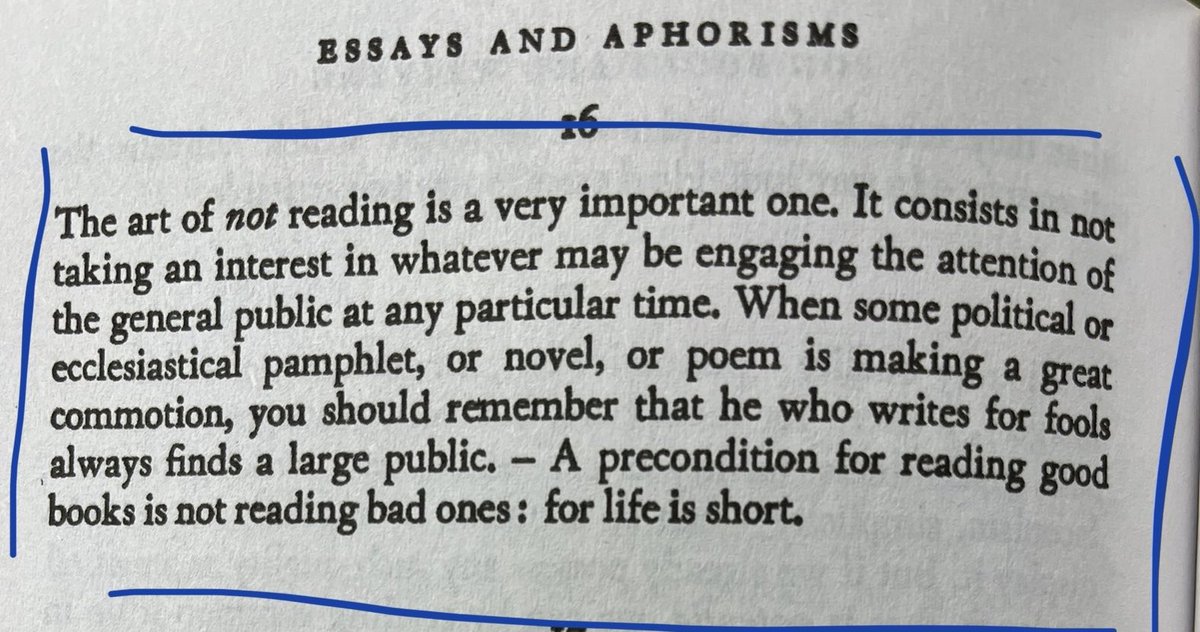 ESSAYS AND APHORISMS
16
The art of not reading is a very important one. It consists in not
taking an interest in whatever may be engaging the attention of
the general public at any particular time. When some political or
ecclesiastical pamphlet, or novel, or poem is making a great
commotion, you should remember that he who writes for fools
always finds a large public. – A precondition for reading good
books is not reading bad ones: for life is short.